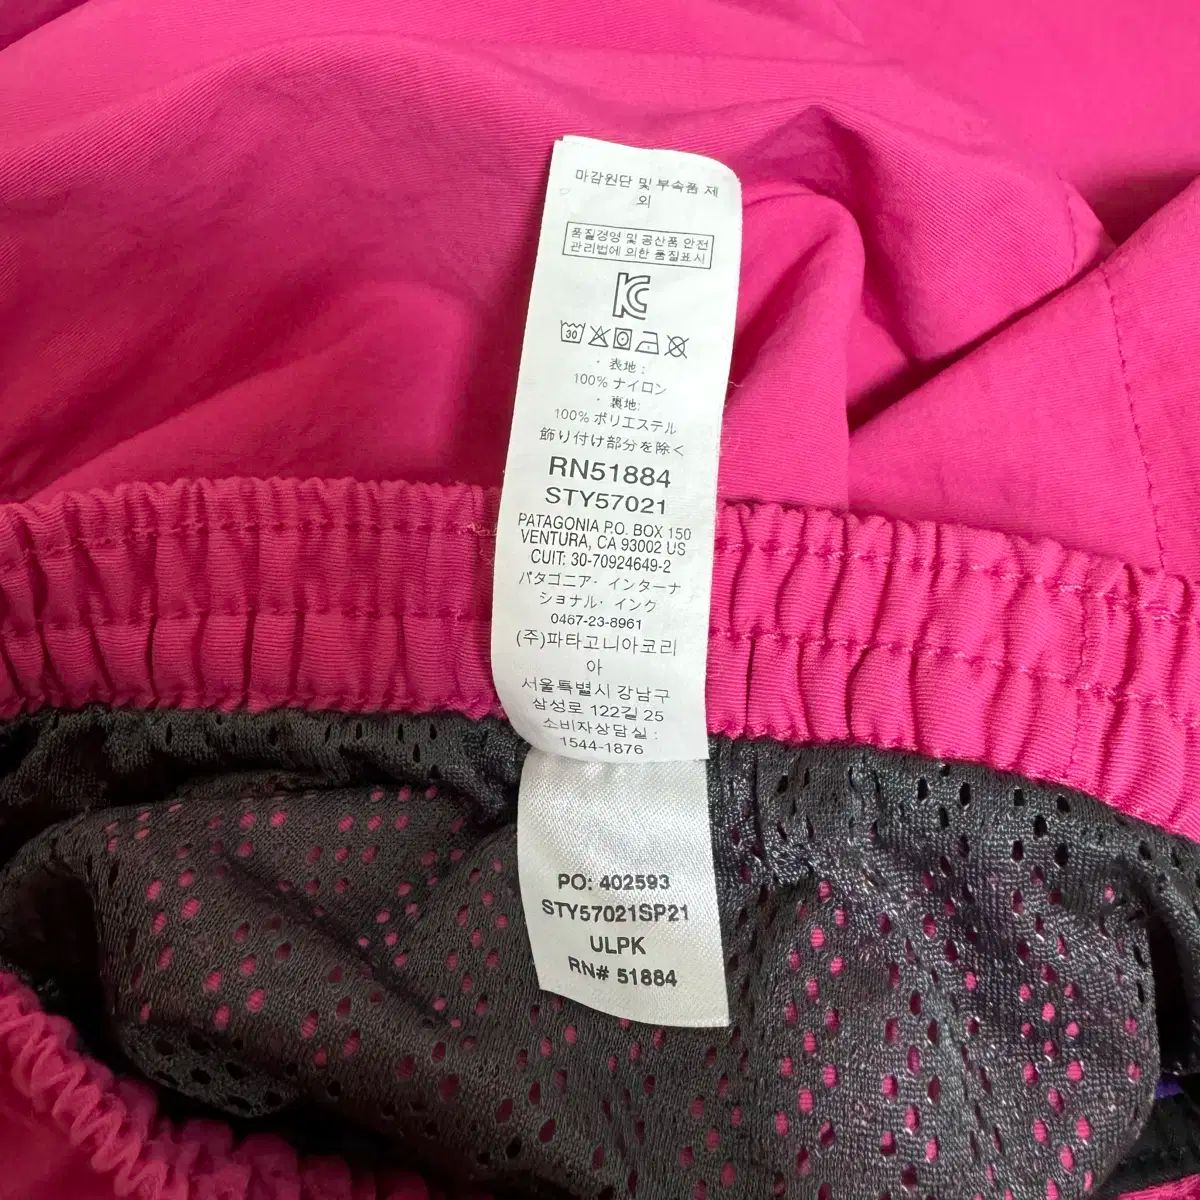 마감원단 및 부속품 제
외
품질경영 및 공산품 안전
관리법에 의한 품질표시
KC
30
・ 表地 :
100% ナイロン
・ 裏地:
100% ポリエステル
飾り付け部分を除く
RN51884
STY57021
PATAGONIA P.O. BOX 150
VENTURA, CA 93002 US
CUIT: 30-70924649-2
パタゴニア・インターナ
ショナル・インク
0467-23-8961
(주)파타고니아코리
아
서울특별시 강남구
삼성로 122길 25
소비자상담실 :
1544-1876
PO: 402593
STY57021SP21
ULPK
RN# 51884